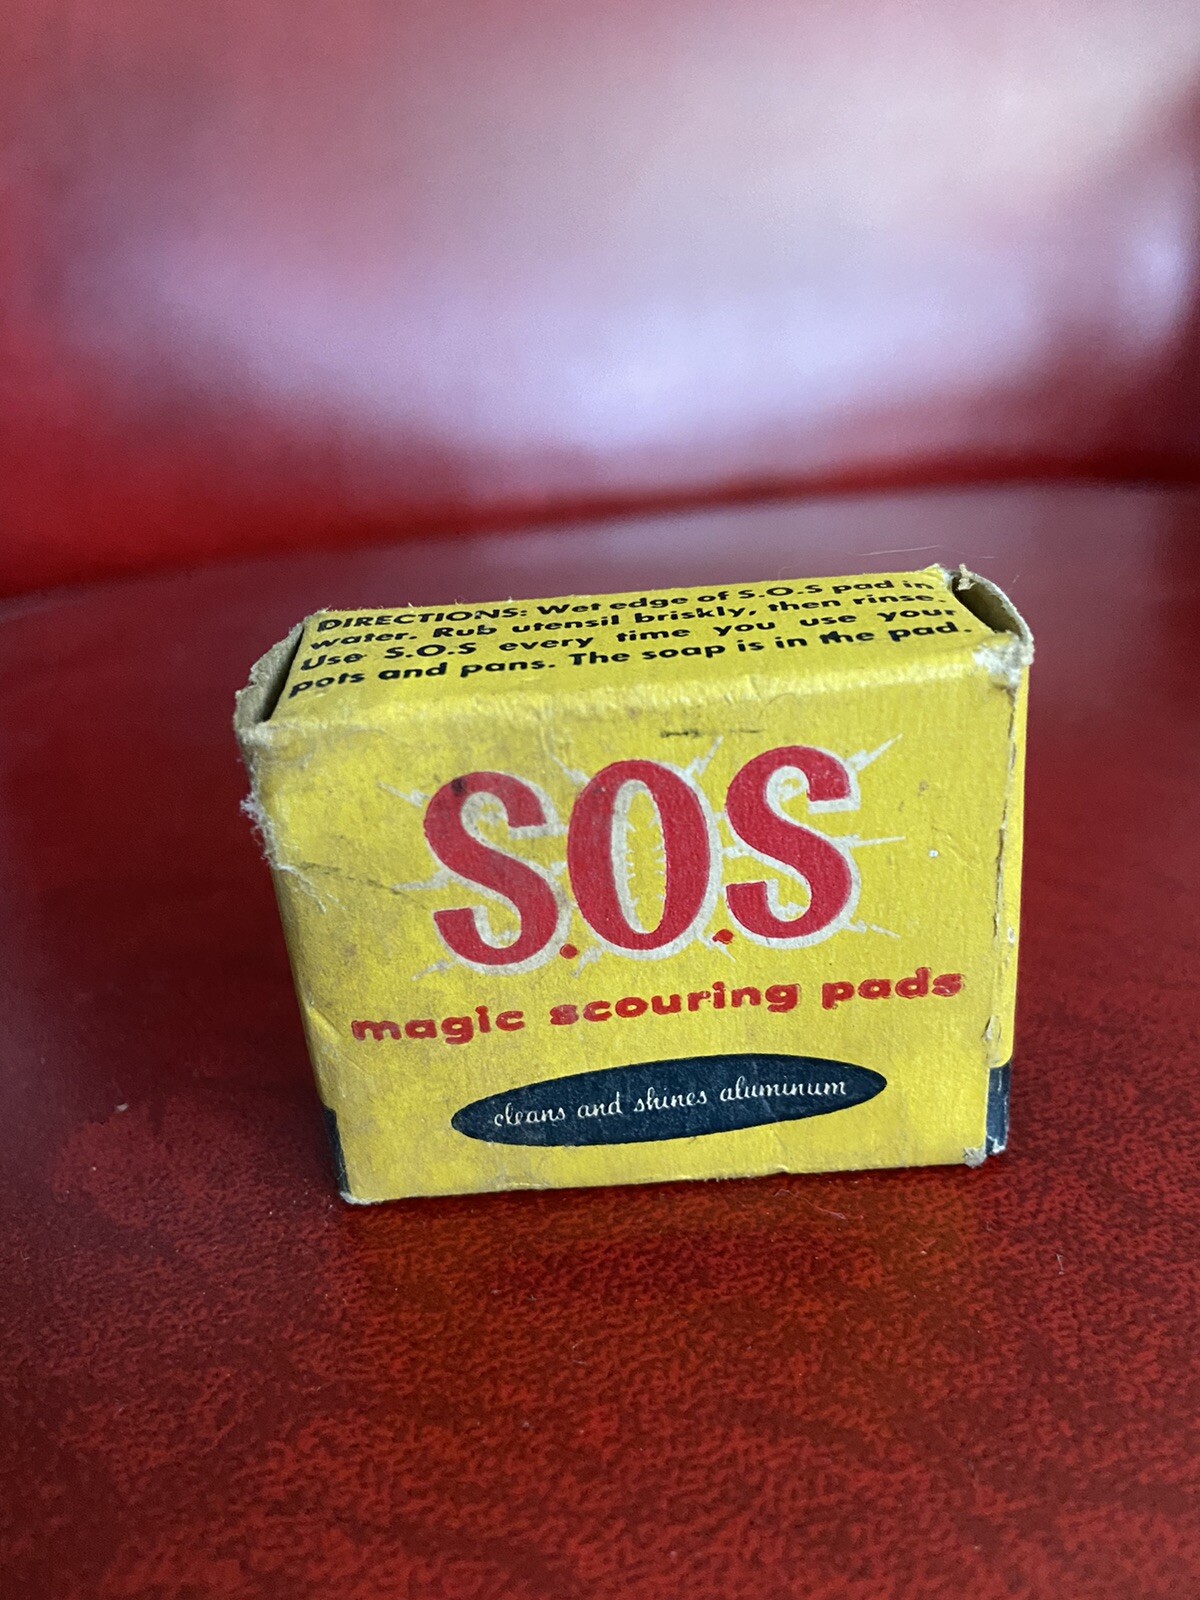 DIRECTIONS: Wet edge of S.O.S pad in
water. Rub utensil briskly, then rinse.
Use S.O.S every time you use your
pots and pans. The soap is in the pad.
S.O.S
magic scouring pads
cleans and shines aluminum